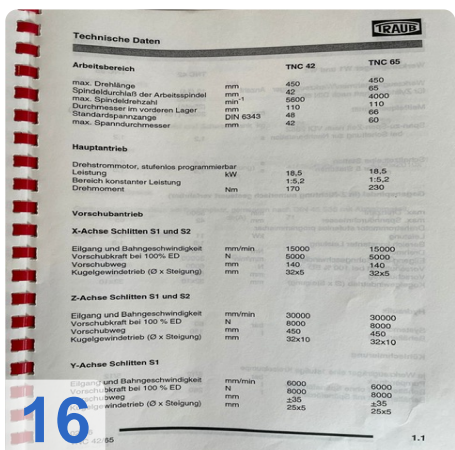 Technische Daten
TRAUB
Arbeitsbereich TNC 42 TNC 65
max. Drehlänge mm 450 450
Spindeldurchlaß der Arbeitsspindel mm 42 65
max. Spindeldrehzahl min-1 5600 4000
Durchmesser im vorderen Lager mm 110 110
Standardspannzange DIN 6343 48 66
max. Spanndurchmesser mm 42 60
Hauptantrieb
Drehstrommotor, stufenlos programmierbar
Leistung kW 18,5 18,5
Bereich konstanter Leistung 1:5,2 1:5,2
Drehmoment Nm 170 230
Vorschubantrieb
X-Achse Schlitten S1 und S2
Eilgang und Bahngeschwindigkeit mm/min 15000 15000
Vorschubkraft bei 100% ED N 5000 5000
Vorschubweg mm 140 140
Kugelgewindetrieb (Ø x Steigung) mm 32x5 32x5
Z-Achse Schlitten S1 und S2
Eilgang und Bahngeschwindigkeit mm/min 30000 30000
Vorschubkraft bei 100 % ED N 8000 8000
Vorschubweg mm 450 450
Kugelgewindetrieb (Ø x Steigung) mm 32x10 32x10
Y-Achse Schlitten S1
Eilgang und Bahngeschwindigkeit mm/min 6000 6000
Vorschubkraft bei 100 % ED N 8000 8000
Vorschubweg mm ±35 ±35
Kugelgewindetrieb (Ø x Steigung) mm 25x5 25x5
16
TNC 42/65
1.1